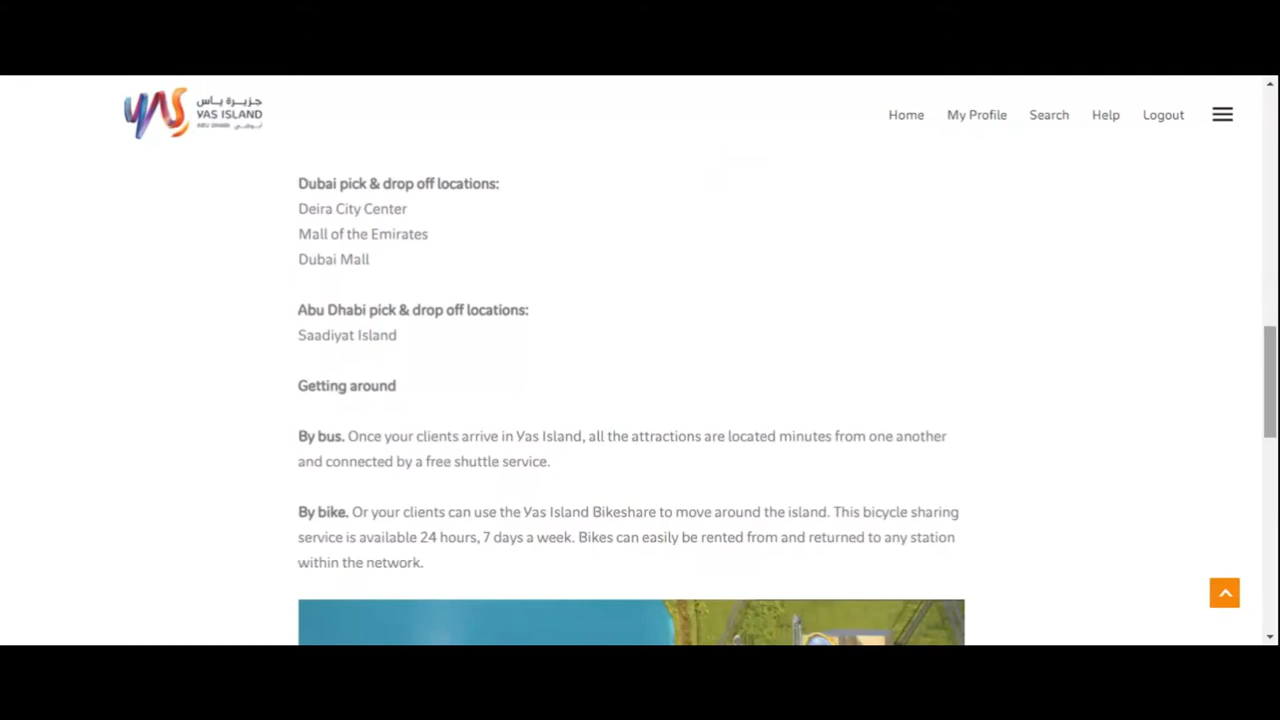 جزيرة ياس
YAS ISLAND
ABU DHABI أبوظبي
Home My Profile Search Help Logout
Dubai pick & drop off locations:
Deira City Center
Mall of the Emirates
Dubai Mall
Abu Dhabi pick & drop off locations:
Saadiyat Island
Getting around
By bus. Once your clients arrive in Yas Island, all the attractions are located minutes from one another
and connected by a free shuttle service.
By bike. Or your clients can use the Yas Island Bikeshare to move around the island. This bicycle sharing
service is available 24 hours, 7 days a week. Bikes can easily be rented from and returned to any station
within the network.